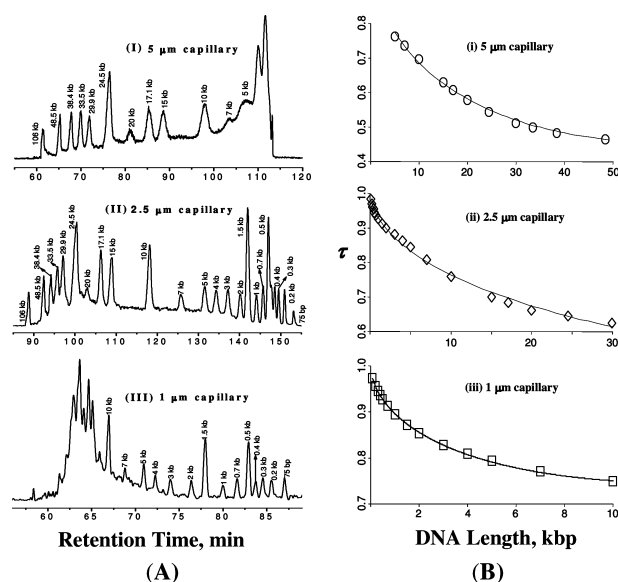 (I) 5 µm capillary
106 kb
48.5 kb
38.4 kb
33.5 kb
29.9 kb
24.5 kb
20 kb
17.1 kb
15 kb
10 kb
7 kb
5 kb
60 70 80 90 100 110 120
(II) 2.5 µm capillary
106 kb
48.5 kb
38.4 kb
33.5 kb
29.9 kb
24.5 kb
20 kb
17.1 kb
15 kb
10 kb
7 kb
5 kb
4 kb
3 kb
2 kb
1.5 kb
1 kb
0.7 kb
0.5 kb
0.4 kb
0.3 kb
0.2 kb
75 bp
90 100 110 120 130 140 150
(III) 1 µm capillary
10 kb
7 kb
5 kb
4 kb
3 kb
2 kb
1.5 kb
1 kb
0.7 kb
0.5 kb
0.4 kb
0.3 kb
0.2 kb
75 bp
60 65 70 75 80 85
Retention Time, min
(A)
(i) 5 µm capillary
0.8
0.7
0.6
0.5
0.4
0 10 20 30 40 50
(ii) 2.5 µm capillary
τ
1.0
0.9
0.8
0.7
0.6
0 10 20 30
(iii) 1 µm capillary
1.0
0.9
0.8
0.7
0 2 4 6 8 10
DNA Length, kbp
(B)